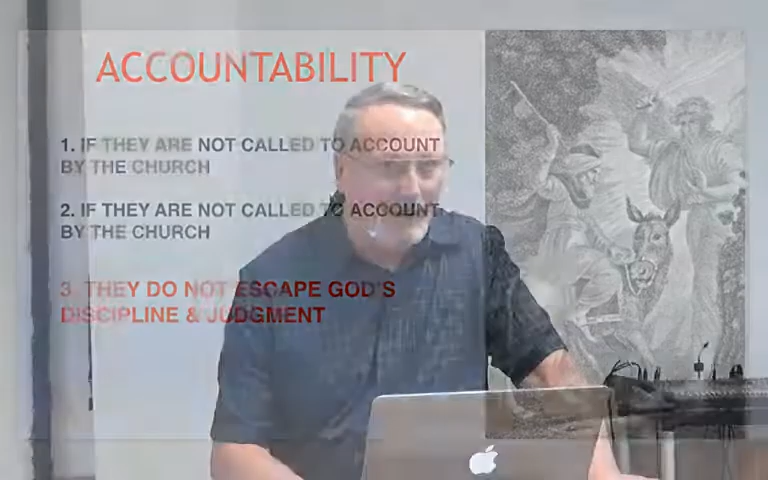 ACCOUNTABILITY
1. IF THEY ARE NOT CALLED TO ACCOUNT
BY THE CHURCH
2. IF THEY ARE NOT CALLED TO ACCOUNT
BY THE CHURCH
3. THEY DO NOT ESCAPE GOD'S
DISCIPLINE & JUDGMENT